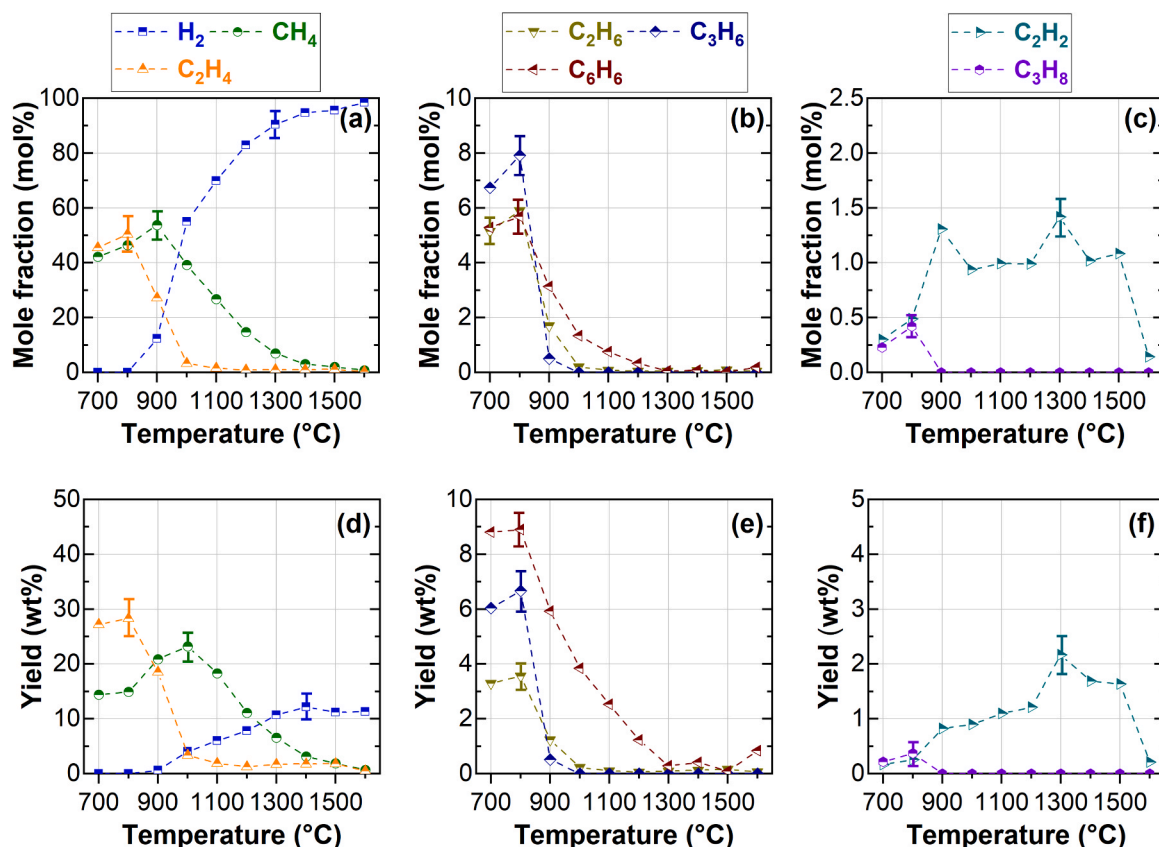 H₂ CH₄
C₂H₄
C₂H₆ C₃H₆
C₆H₆
C₂H₂
C₃H₈
(a)
Mole fraction (mol%)
100
80
60
40
20
0
700 900 1100 1300 1500
Temperature (°C)
(b)
Mole fraction (mol%)
10
8
6
4
2
0
700 900 1100 1300 1500
Temperature (°C)
(c)
Mole fraction (mol%)
2.5
2.0
1.5
1.0
0.5
0.0
700 900 1100 1300 1500
Temperature (°C)
(d)
Yield (wt%)
50
40
30
20
10
0
700 900 1100 1300 1500
Temperature (°C)
(e)
Yield (wt%)
10
8
6
4
2
0
700 900 1100 1300 1500
Temperature (°C)
(f)
Yield (wt%)
5
4
3
2
1
0
700 900 1100 1300 1500
Temperature (°C)